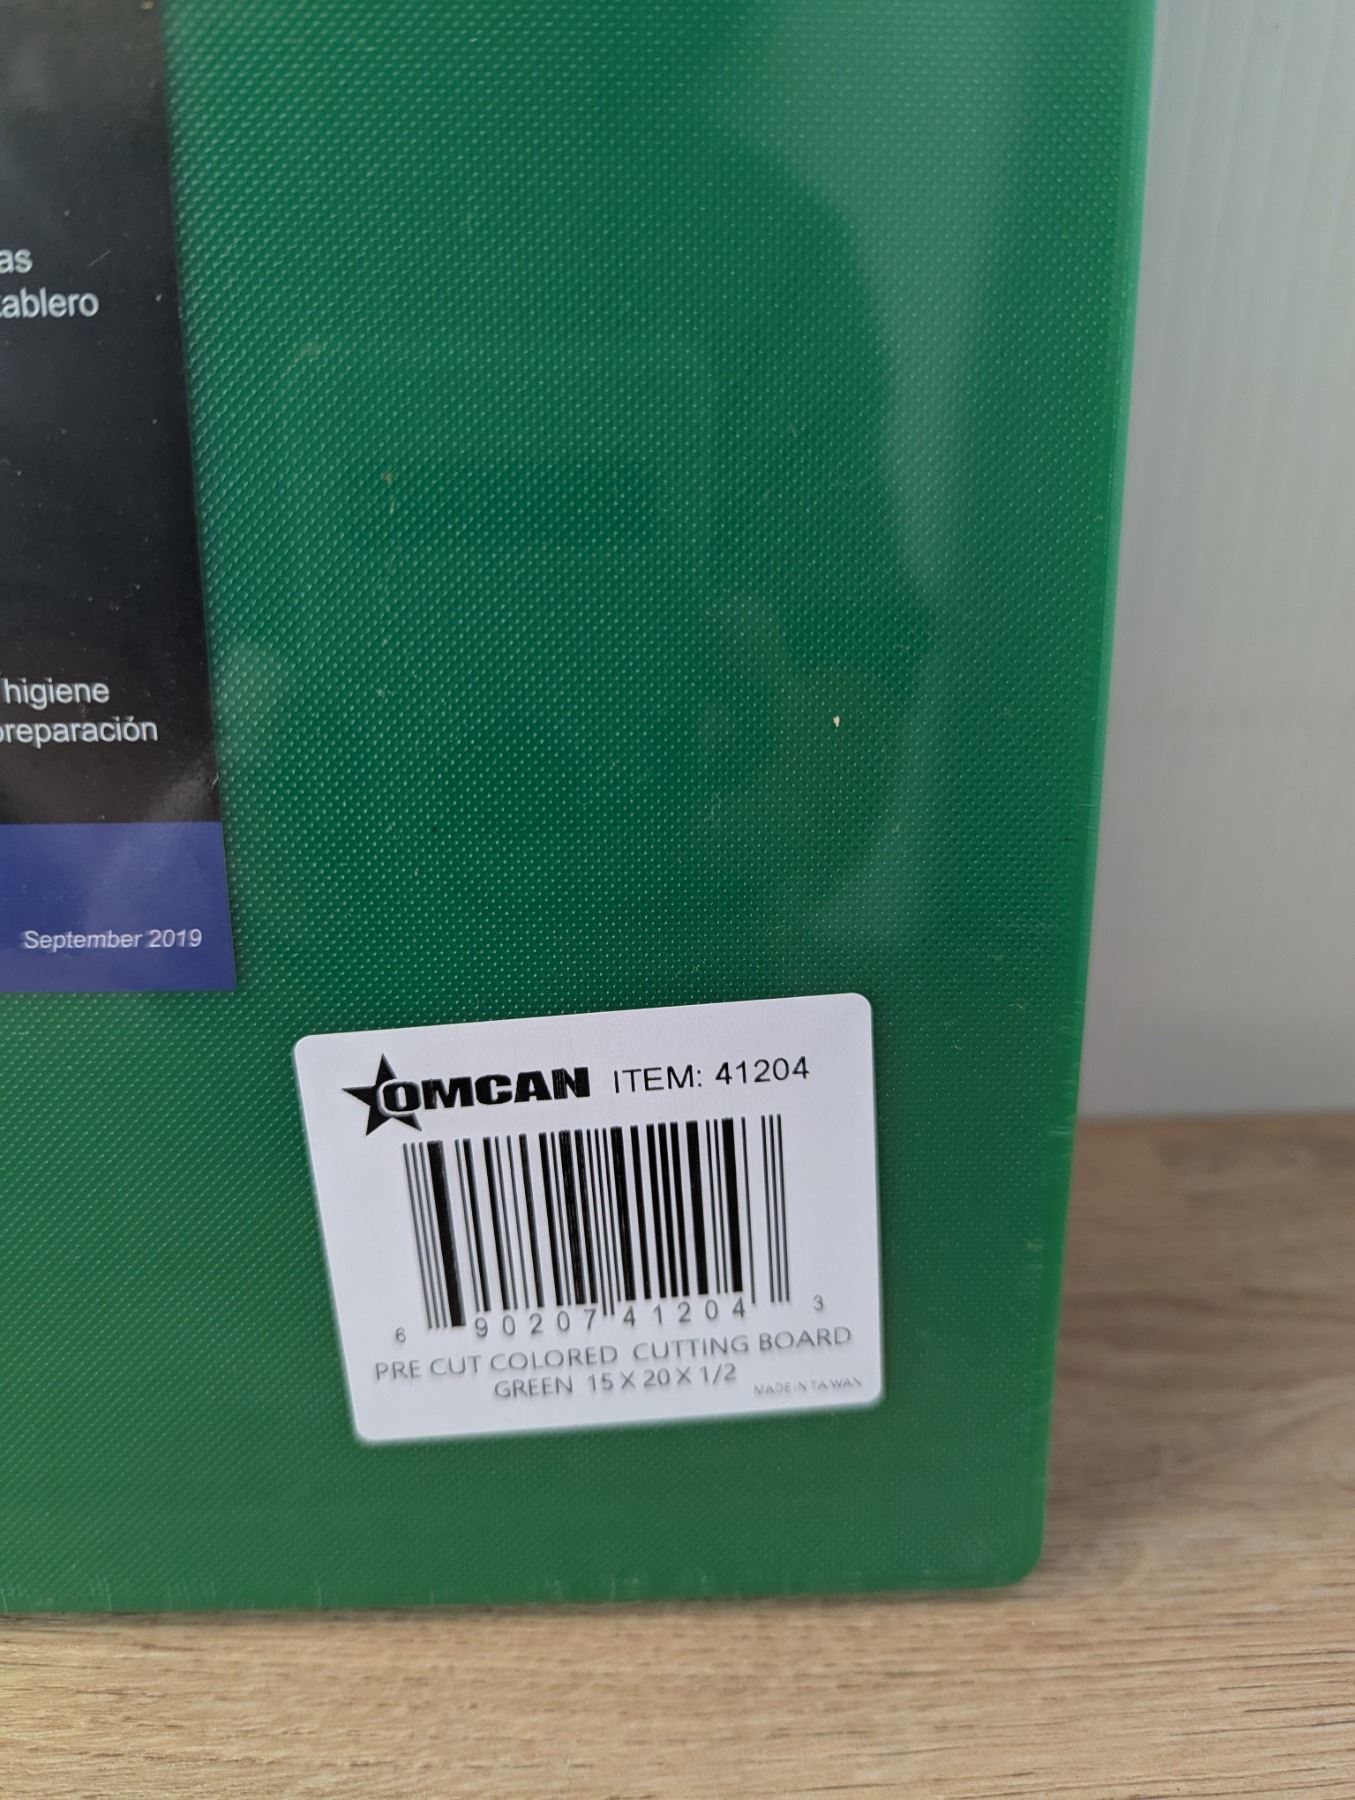 as
tablero
higiene
preparación
September 2019
OMCAN ITEM: 41204
6 90207 41204 3
PRE CUT COLORED CUTTING BOARD
GREEN 15 X 20 X 1/2
MADE IN TAIWAN